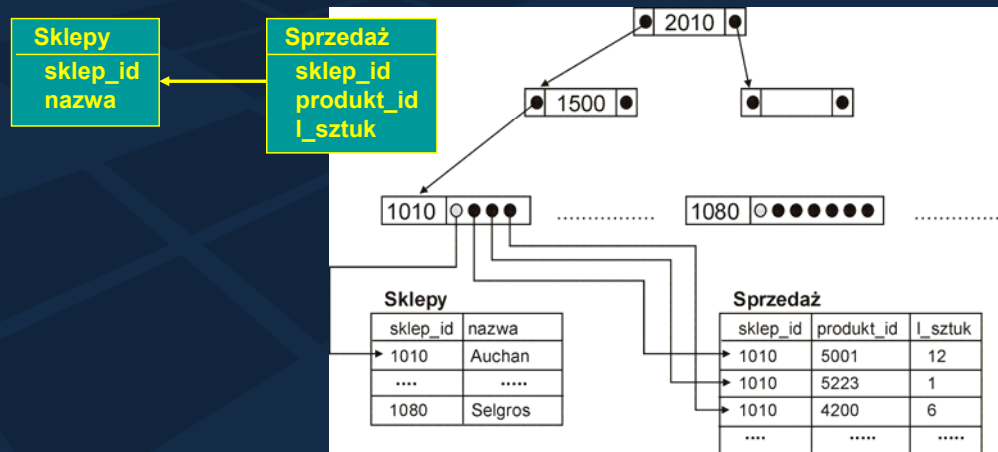 Sklepy
sklep_id
nazwa
Sprzedaż
sklep_id
produkt_id
l_sztuk
2010
1500
1010
..................
1080
..................
Sklepy
sklep_id nazwa
1010 Auchan
.... .....
1080 Selgros
Sprzedaż
sklep_id produkt_id l_sztuk
1010 5001 12
1010 5223 1
1010 4200 6
.... ..... .....